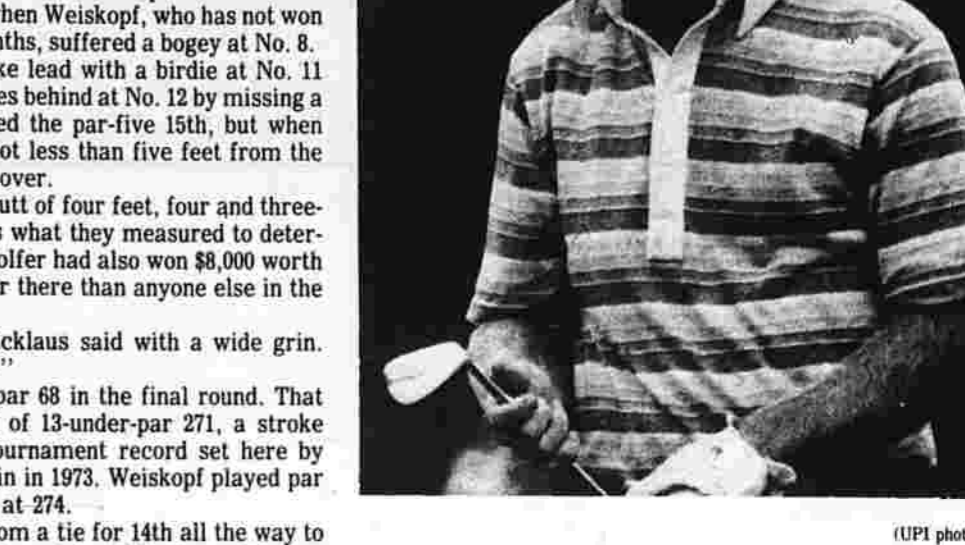 hen Weiskopf, who has not won
ths, suffered a bogey at No. 8.
ke lead with a birdie at No. 11
es behind at No. 12 by missing a
ed the par-five 15th, but when
ot less than five feet from the
over.
utt of four feet, four and three-
s what they measured to deter-
olfer had also won $8,000 worth
r there than anyone else in the
cklaus said with a wide grin.
”
par 68 in the final round. That
of 13-under-par 271, a stroke
ournament record set here by
in in 1973. Weiskopf played par
at 274.
om a tie for 14th all the way to
(UPI phot